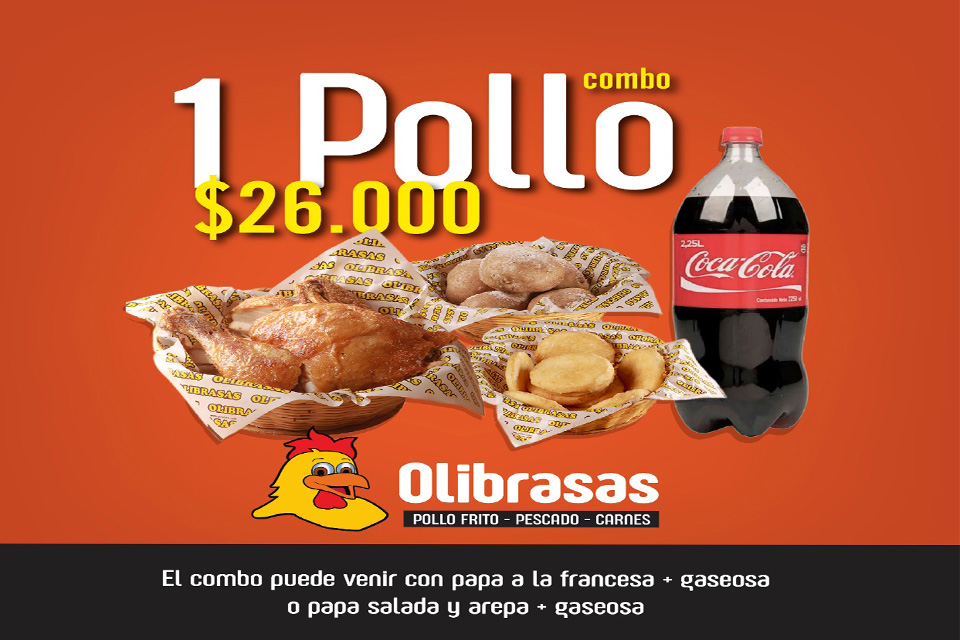 combo
1 Pollo
$26.000
OLIBRASAS
2,25L
Coca-Cola
Olibrasas
POLLO FRITO - PESCADO - CARNES
El combo puede venir con papa a la francesa + gaseosa
o papa salada y arepa + gaseosa